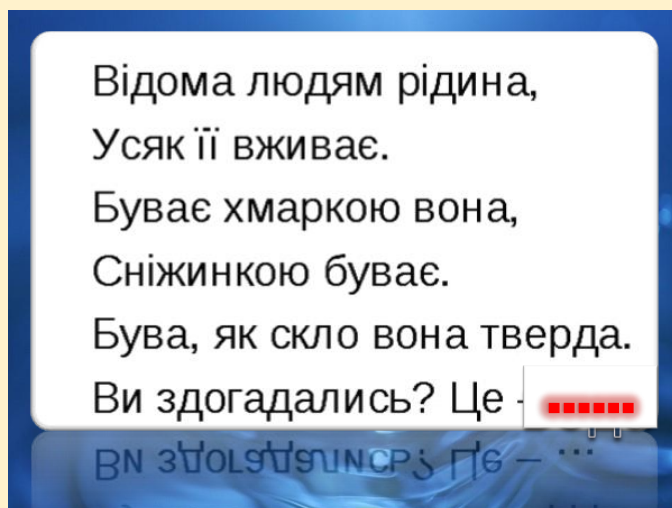 Відома людям рідина,
Усяк її вживає.
Буває хмаркою вона,
Сніжинкою буває.
Бува, як скло вона тверда.
Ви здогадались? Це -